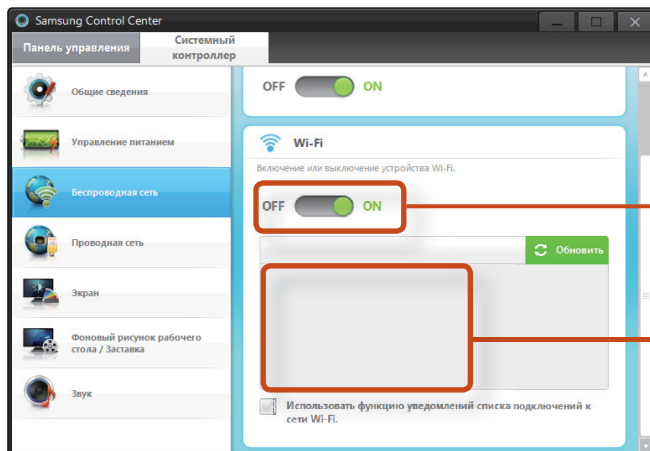 Samsung Control Center
Панель управления
Системный
контроллер
Общие сведения
Управление питанием
Беспроводная сеть
Проводная сеть
Экран
Фоновый рисунок рабочего
стола / Заставка
Звук
OFF ON
Wi-Fi
Включение или выключение устройства Wi-Fi.
OFF ON
Обновить
Использовать функцию уведомлений списка подключений к
сети Wi-Fi.